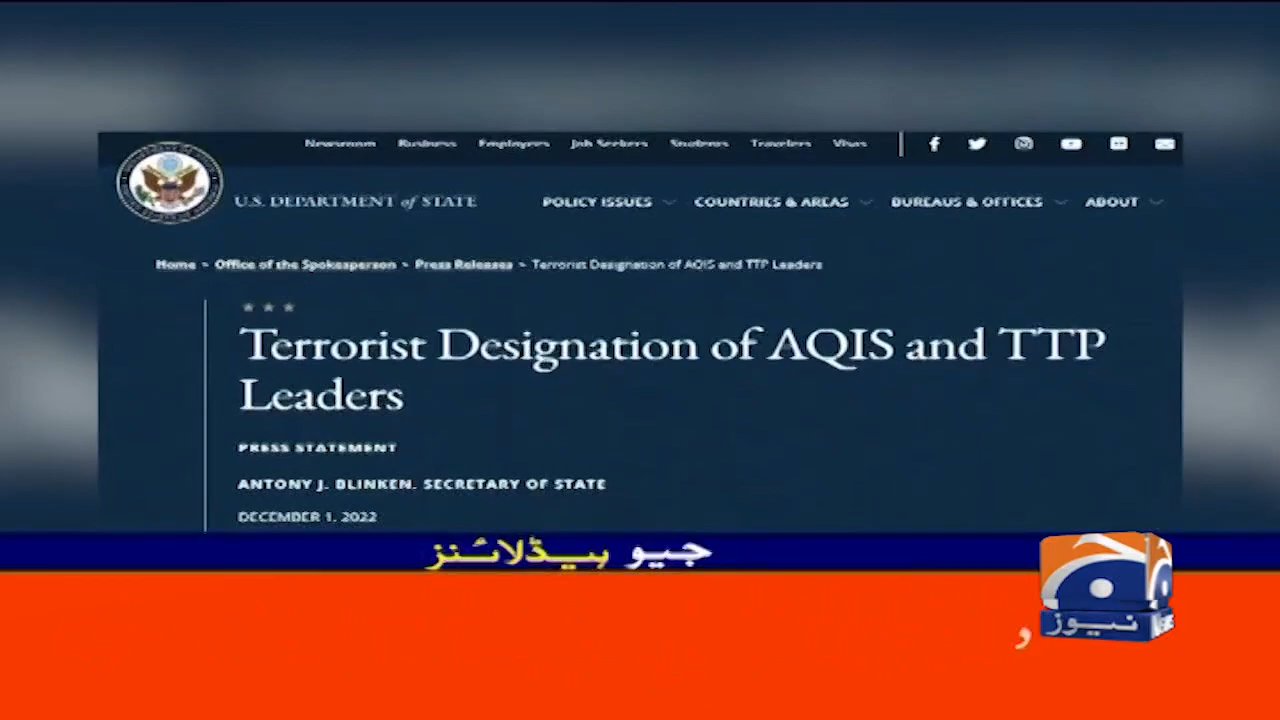 Newsroom Business Employees Job Seekers Students Travelers Visas
U.S. DEPARTMENT of STATE
POLICY ISSUES COUNTRIES & AREAS BUREAUS & OFFICES ABOUT
Home > Office of the Spokesperson > Press Releases > Terrorist Designation of AQIS and TTP Leaders
Terrorist Designation of AQIS and TTP
Leaders
PRESS STATEMENT
ANTONY J. BLINKEN, SECRETARY OF STATE
DECEMBER 1, 2022
جیو ہیڈلائنز
نیوز NEWS
و